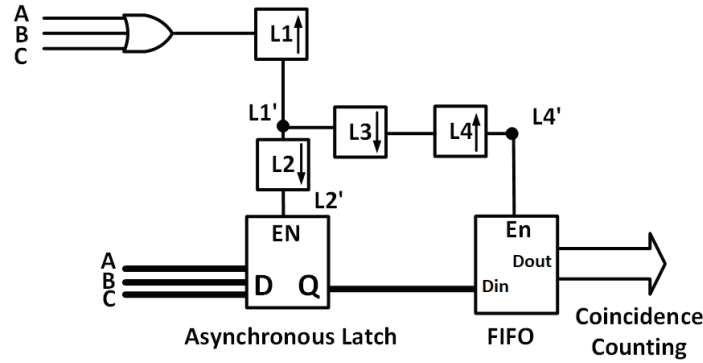 A
B
C
L1
L1'
L2
L3
L4
L4'
L2'
EN
A
B
C
D Q
En
Dout
Din
Asynchronous Latch
FIFO
Coincidence
Counting